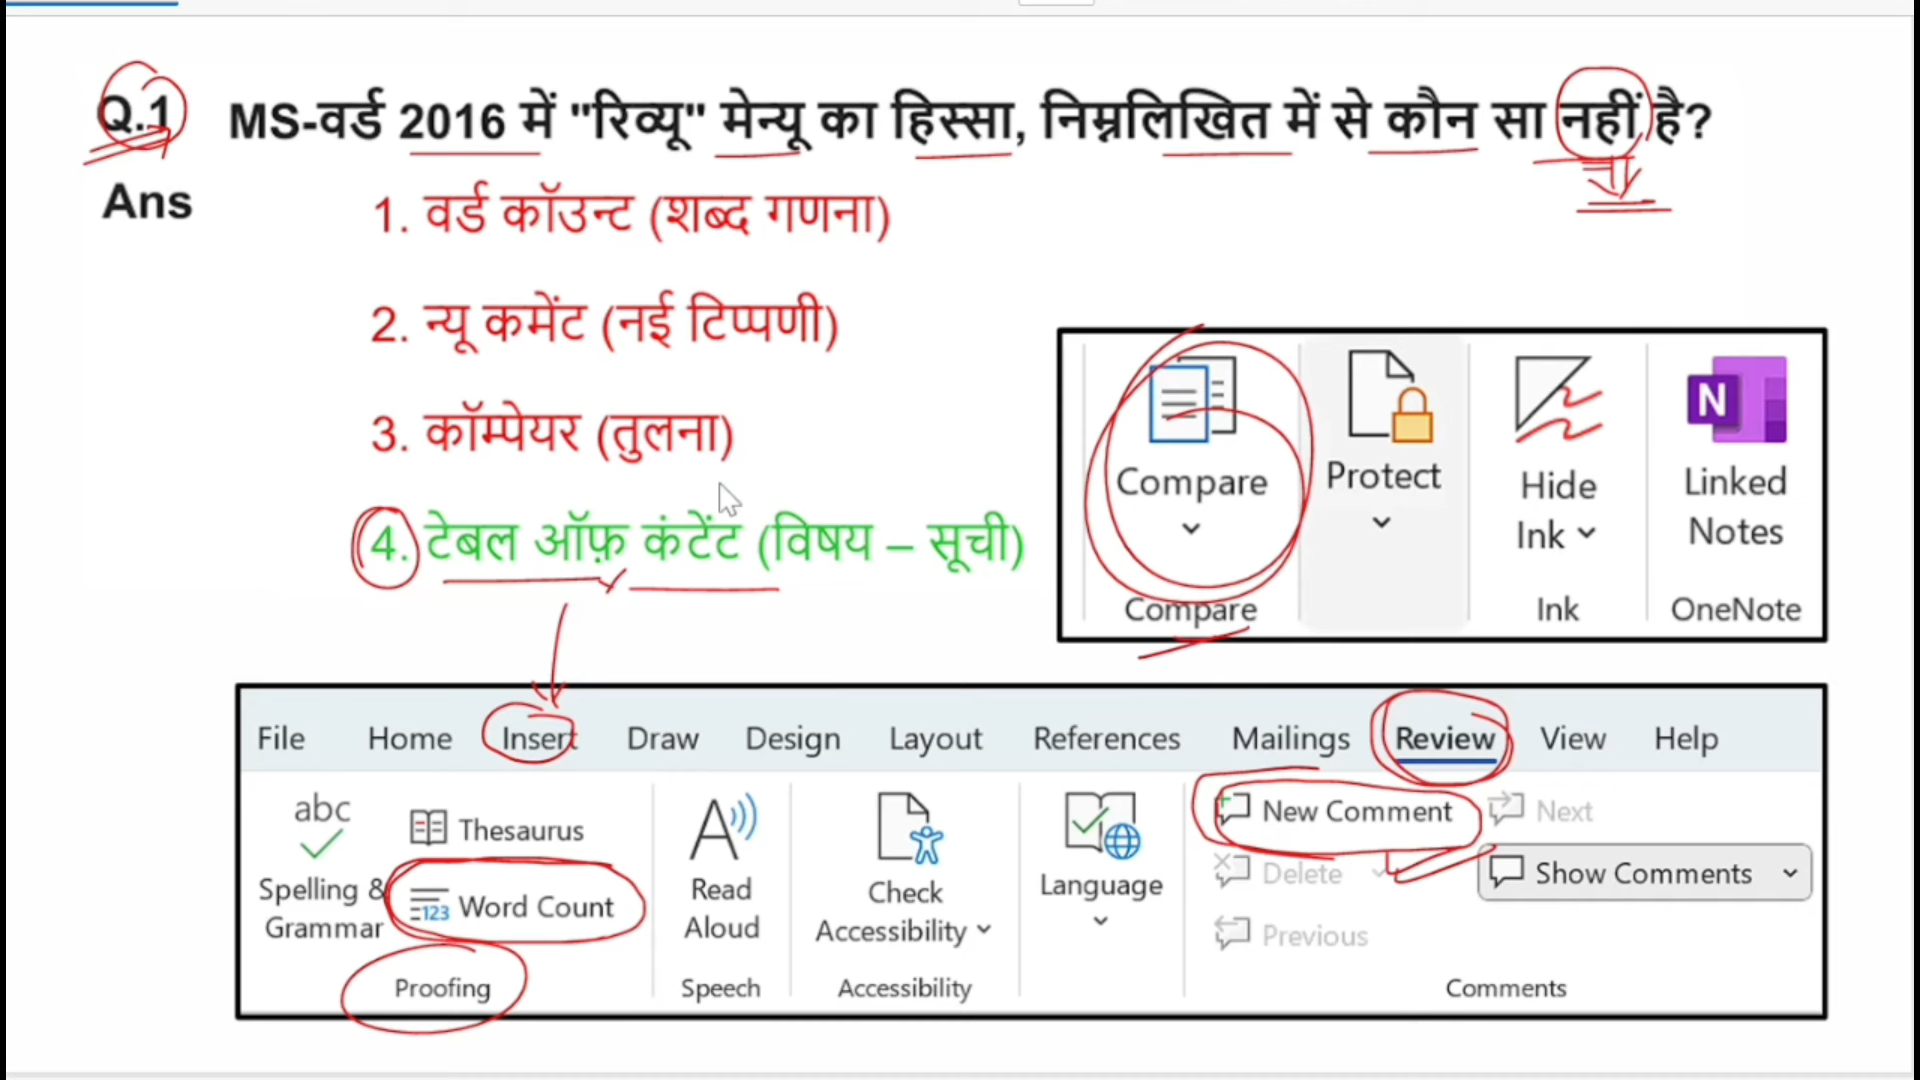 Q.1 MS-वर्ड 2016 में "रिव्यू" मेन्यू का हिस्सा, निम्नलिखित में से कौन सा नहीं है?
Ans
1. वर्ड कॉउन्ट (शब्द गणना)
2. न्यू कमेंट (नई टिप्पणी)
3. कॉम्पेयर (तुलना)
4. टेबल ऑफ़ कंटेंट (विषय – सूची)
Compare
Protect
Hide
Ink
Linked
Notes
N
Compare
Ink
OneNote
File Home Insert Draw Design Layout References Mailings Review View Help
abc
Spelling &
Grammar
Thesaurus
123 Word Count
Proofing
A
Read
Aloud
Speech
Check
Accessibility
Accessibility
Language
New Comment
Delete
Previous
Next
Show Comments
Comments